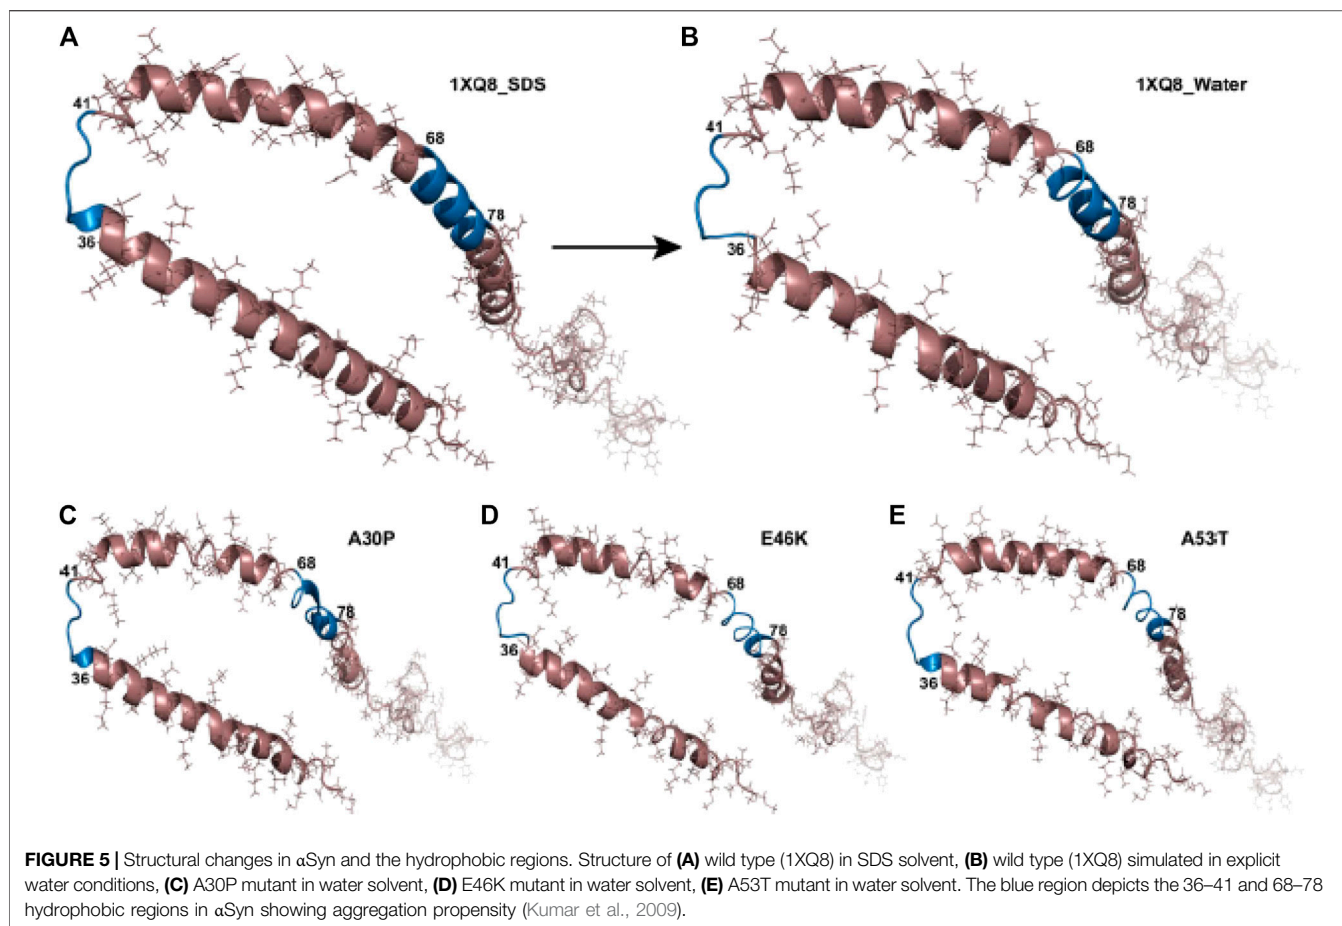 A
1XQ8_SDS
41
68
78
36
B
1XQ8_Water
41
68
78
36
C
A30P
41
68
78
36
D
E46K
41
68
78
36
E
A53T
41
68
78
36
FIGURE 5 | Structural changes in αSyn and the hydrophobic regions. Structure of (A) wild type (1XQ8) in SDS solvent, (B) wild type (1XQ8) simulated in explicit
water conditions, (C) A30P mutant in water solvent, (D) E46K mutant in water solvent, (E) A53T mutant in water solvent. The blue region depicts the 36–41 and 68–78
hydrophobic regions in αSyn showing aggregation propensity (Kumar et al., 2009).